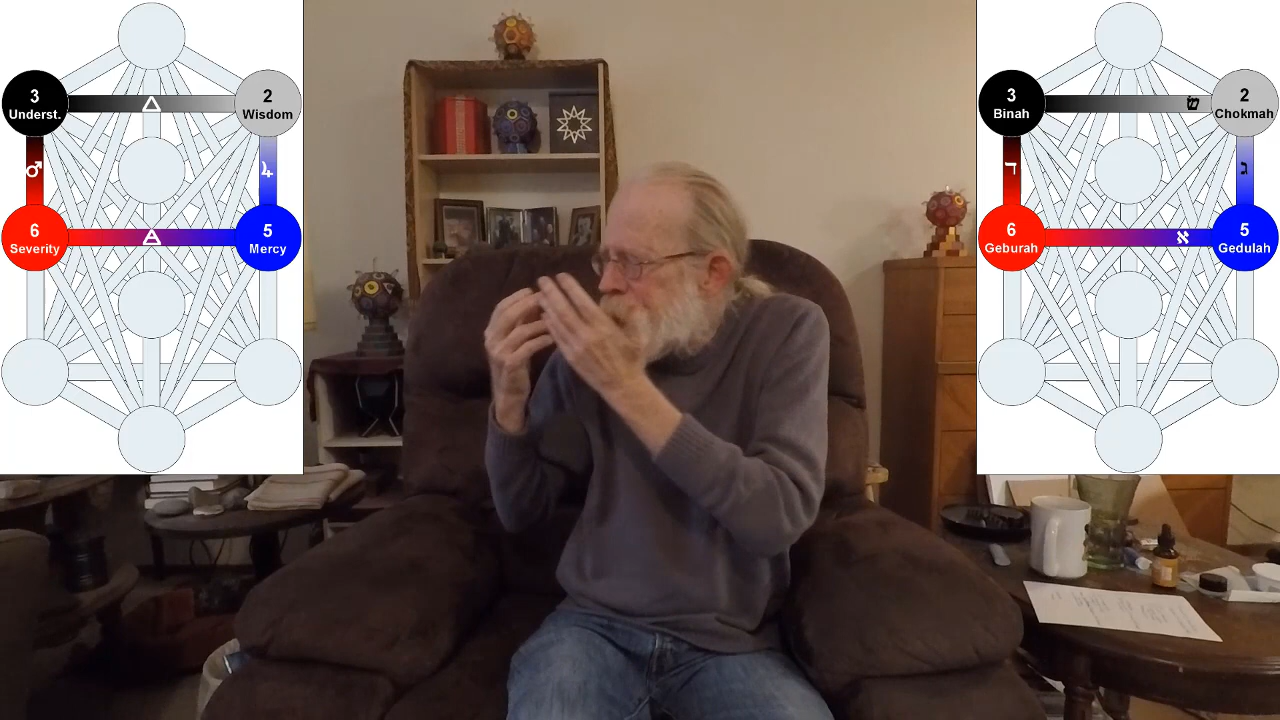 3
Underst.
2
Wisdom
♂
♃
6
Severity
5
Mercy
3
Binah
2
Chokmah
ש
ד
ג
6
Geburah
5
Gedulah
א